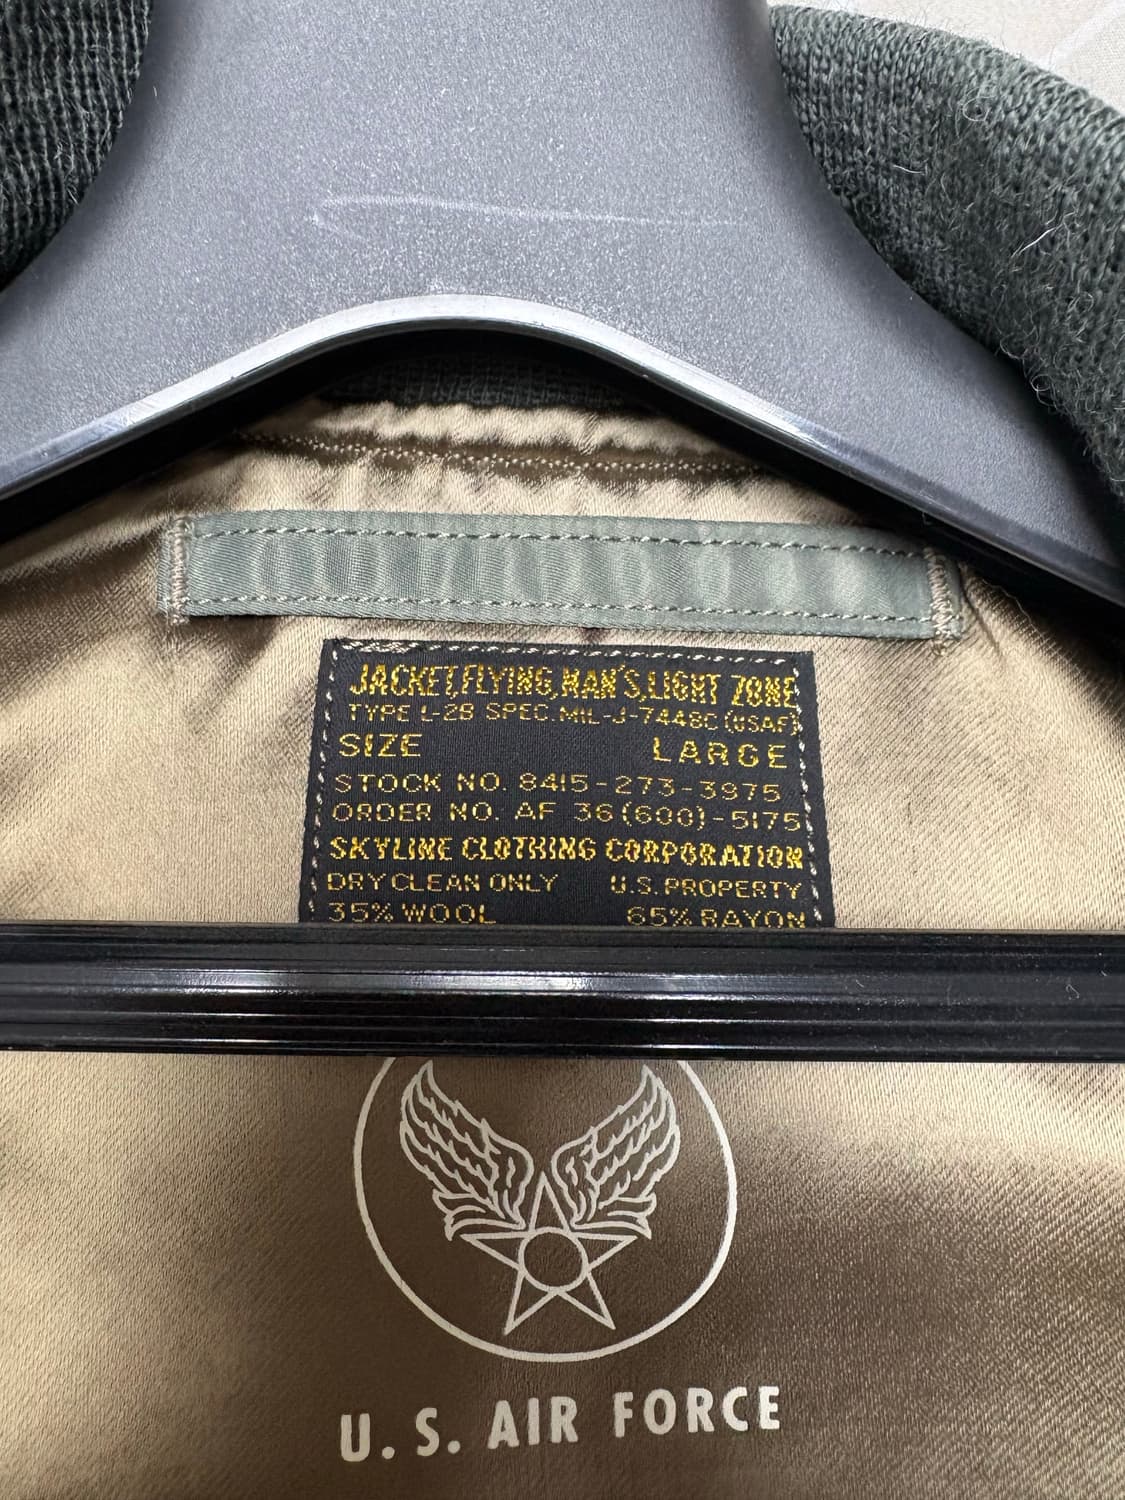 JACKET,FLYING,MAN'S,LIGHT ZONE
TYPE L-2B SPEC. MIL-J-7448C (USAF)
SIZE LARGE
STOCK NO. 8415-273-3975
ORDER NO. AF 36(600)-5175
SKYLINE CLOTHING CORPORATION
DRY CLEAN ONLY U.S. PROPERTY
35% WOOL 65% RAYON
U. S. AIR FORCE